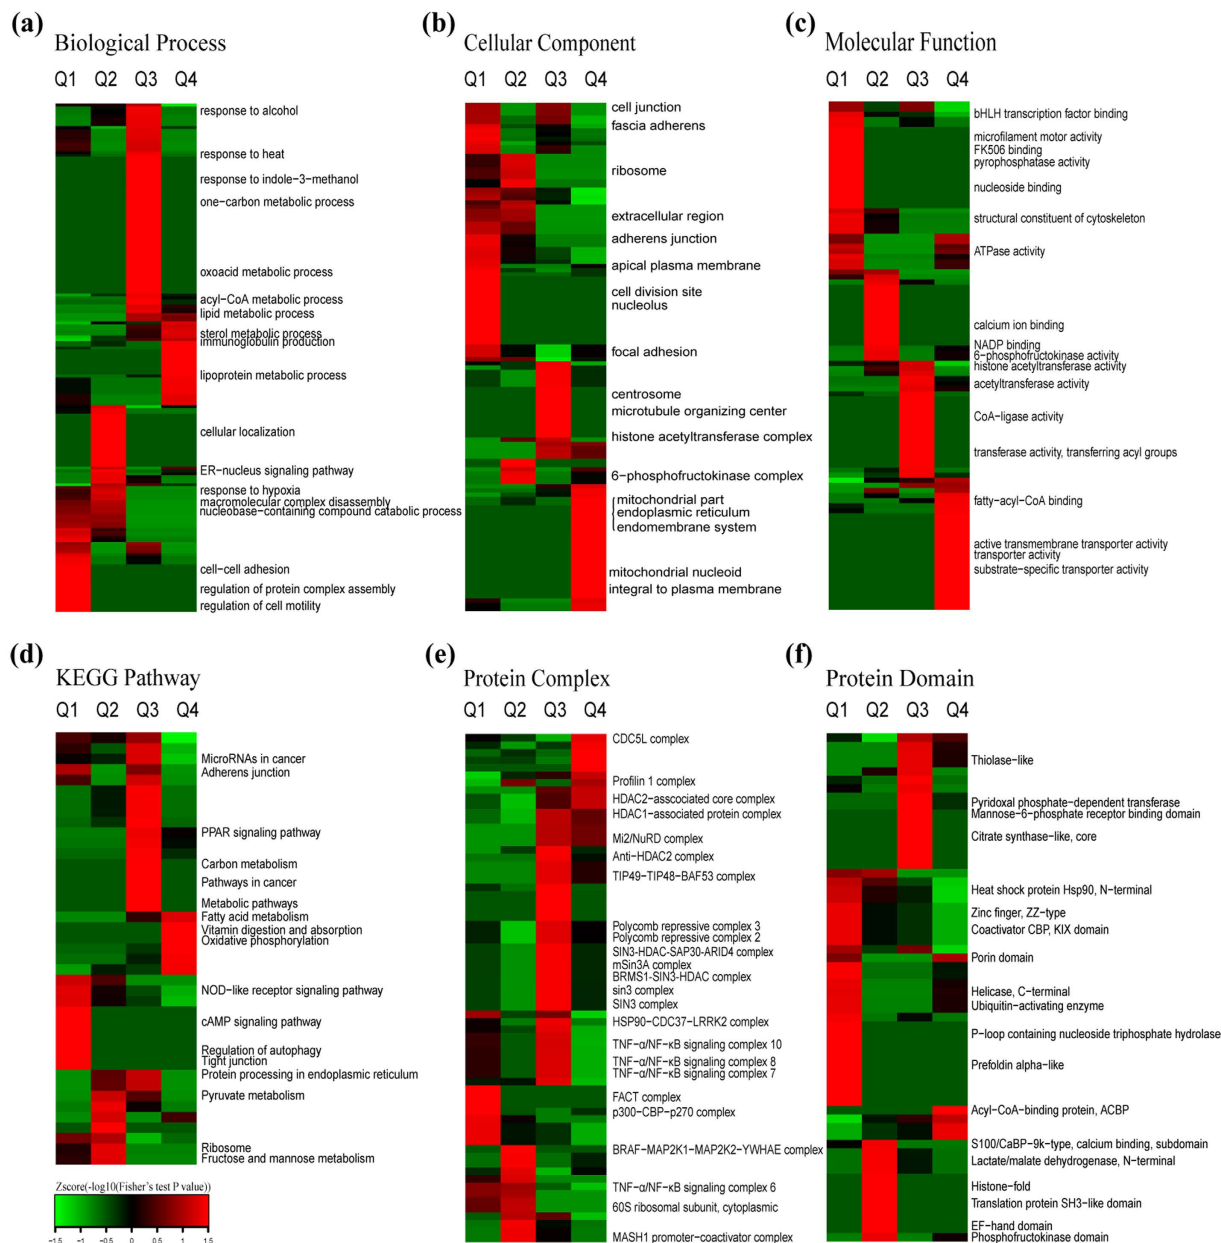 (a)
Biological Process
Q1 Q2 Q3 Q4
response to alcohol
response to heat
response to indole−3−methanol
one−carbon metabolic process
oxoacid metabolic process
acyl−CoA metabolic process
lipid metabolic process
sterol metabolic process
immunoglobulin production
lipoprotein metabolic process
cellular localization
ER−nucleus signaling pathway
response to hypoxia
macromolecular complex disassembly
nucleobase−containing compound catabolic process
cell−cell adhesion
regulation of protein complex assembly
regulation of cell motility
(b)
Cellular Component
Q1 Q2 Q3 Q4
cell junction
fascia adherens
ribosome
extracellular region
adherens junction
apical plasma membrane
cell division site
nucleolus
focal adhesion
centrosome
microtubule organizing center
histone acetyltransferase complex
6−phosphofructokinase complex
mitochondrial part
endoplasmic reticulum
endomembrane system
mitochondrial nucleoid
integral to plasma membrane
(c)
Molecular Function
Q1 Q2 Q3 Q4
bHLH transcription factor binding
microfilament motor activity
FK506 binding
pyrophosphatase activity
nucleoside binding
structural constituent of cytoskeleton
ATPase activity
calcium ion binding
NADP binding
6−phosphofructokinase activity
histone acetyltransferase activity
acetyltransferase activity
CoA−ligase activity
transferase activity, transferring acyl groups
fatty−acyl−CoA binding
active transmembrane transporter activity
transporter activity
substrate−specific transporter activity
(d)
KEGG Pathway
Q1 Q2 Q3 Q4
MicroRNAs in cancer
Adherens junction
PPAR signaling pathway
Carbon metabolism
Pathways in cancer
Metabolic pathways
Fatty acid metabolism
Vitamin digestion and absorption
Oxidative phosphorylation
NOD−like receptor signaling pathway
cAMP signaling pathway
Regulation of autophagy
Tight junction
Protein processing in endoplasmic reticulum
Pyruvate metabolism
Ribosome
Fructose and mannose metabolism
Zscore(-log10(Fisher's test P value))
−1.5 −1 −0.5 0 0.5 1 1.5
(e)
Protein Complex
Q1 Q2 Q3 Q4
CDC5L complex
Profilin 1 complex
HDAC2−asscociated core complex
HDAC1−associated protein complex
Mi2/NuRD complex
Anti−HDAC2 complex
TIP49−TIP48−BAF53 complex
Polycomb repressive complex 3
Polycomb repressive complex 2
SIN3-HDAC-SAP30-ARID4 complex
mSin3A complex
BRMS1-SIN3-HDAC complex
sin3 complex
SIN3 complex
HSP90−CDC37−LRRK2 complex
TNF−α/NF−κB signaling complex 10
TNF−α/NF−κB signaling complex 8
TNF−α/NF−κB signaling complex 7
FACT complex
p300−CBP−p270 complex
BRAF−MAP2K1−MAP2K2−YWHAE complex
TNF−α/NF−κB signaling complex 6
60S ribosomal subunit, cytoplasmic
MASH1 promoter−coactivator complex
(f)
Protein Domain
Q1 Q2 Q3 Q4
Thiolase−like
Pyridoxal phosphate−dependent transferase
Mannose−6−phosphate receptor binding domain
Citrate synthase−like, core
Heat shock protein Hsp90, N−terminal
Zinc finger, ZZ−type
Coactivator CBP, KIX domain
Porin domain
Helicase, C−terminal
Ubiquitin−activating enzyme
P−loop containing nucleoside triphosphate hydrolase
Prefoldin alpha−like
Acyl−CoA−binding protein, ACBP
S100/CaBP−9k−type, calcium binding, subdomain
Lactate/malate dehydrogenase, N−terminal
Histone−fold
Translation protein SH3−like domain
EF−hand domain
Phosphofructokinase domain